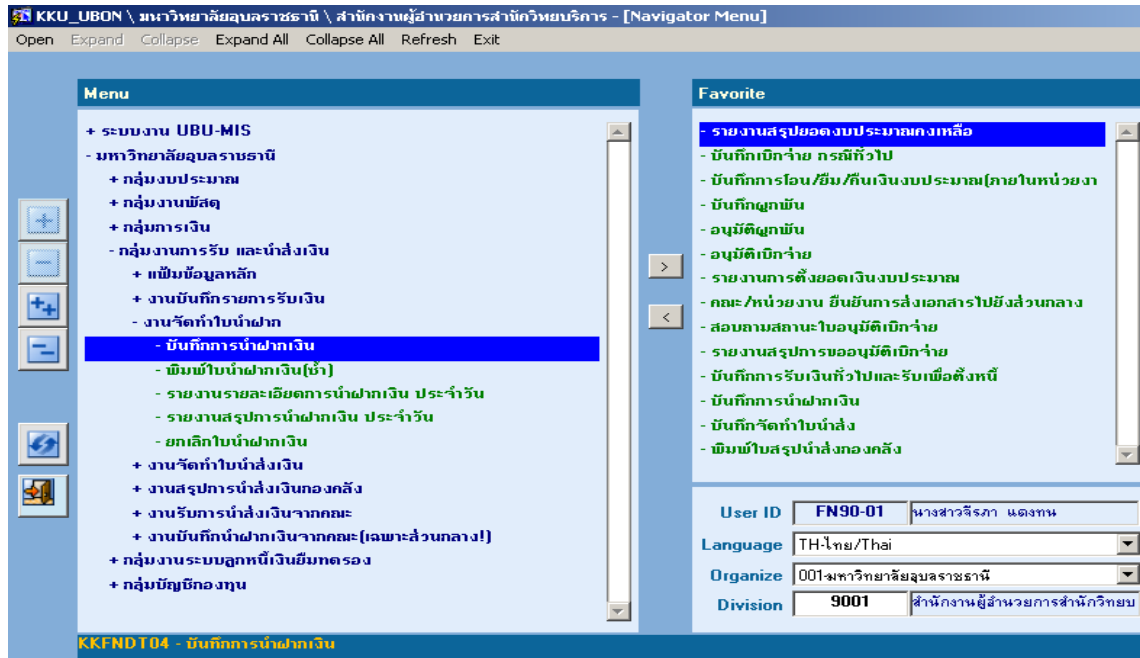 KKU_UBON \ มหาวิทยาลัยอุบลราชธานี \ สำนักงานผู้อำนวยการสำนักวิทยบริการ - [Navigator Menu]
Open Expand Collapse Expand All Collapse All Refresh Exit
Menu
+ ระบบงาน UBU-MIS
- มหาวิทยาลัยอุบลราชธานี
+ กลุ่มงบประมาณ
+ กลุ่มงานพัสดุ
+ กลุ่มการเงิน
- กลุ่มงานการรับ และนำส่งเงิน
+ แฟ้มข้อมูลหลัก
+ งานบันทึกรายการรับเงิน
- งานจัดทำใบนำฝาก
- บันทึกการนำฝากเงิน
- พิมพ์ใบนำฝากเงิน(ซ้ำ)
- รายงานรายละเอียดการนำฝากเงิน ประจำวัน
- รายงานสรุปการนำฝากเงิน ประจำวัน
- ยกเลิกใบนำฝากเงิน
+ งานจัดทำใบนำส่งเงิน
+ งานสรุปการนำส่งเงินกองคลัง
+ งานรับการนำส่งเงินจากคณะ
+ งานบันทึกนำฝากเงินจากคณะ(เฉพาะส่วนกลาง!)
+ กลุ่มงานระบบลูกหนี้เงินยืมทดรอง
+ กลุ่มบัญชีกองทุน
Favorite
- รายงานสรุปยอดงบประมาณคงเหลือ
- บันทึกเบิกจ่าย กรณีทั่วไป
- บันทึกการโอน/ยืม/คืนเงินงบประมาณ(ภายในหน่วยงา
- บันทึกผูกพัน
- อนุมัติผูกพัน
- อนุมัติเบิกจ่าย
- รายงานการตั้งยอดเงินงบประมาณ
- คณะ/หน่วยงาน ยืนยันการส่งเอกสารไปยังส่วนกลาง
- สอบถามสถานะใบอนุมัติเบิกจ่าย
- รายงานสรุปการขออนุมัติเบิกจ่าย
- บันทึกการรับเงินทั่วไปและรับเพื่อตั้งหนี้
- บันทึกการนำฝากเงิน
- บันทึกจัดทำใบนำส่ง
- พิมพ์ใบสรุปนำส่งกองคลัง
> 
<
User ID FN90-01 นางสาวจีรภา แดงทน
Language TH-ไทย/Thai
Organize 001-มหาวิทยาลัยอุบลราชธานี
Division 9001 สำนักงานผู้อำนวยการสำนักวิทยบ
KKFNDT04 - บันทึกการนำฝากเงิน